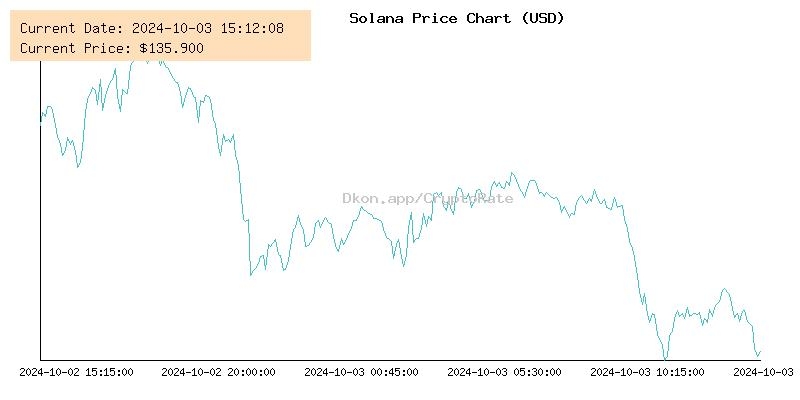 Solana Price Chart (USD)
Current Date: 2024-10-03 15:12:08
Current Price: $135.900
Dkon.app/CryptoRate
2024-10-02 15:15:00 2024-10-02 20:00:00 2024-10-03 00:45:00 2024-10-03 05:30:00 2024-10-03 10:15:00 2024-10-03